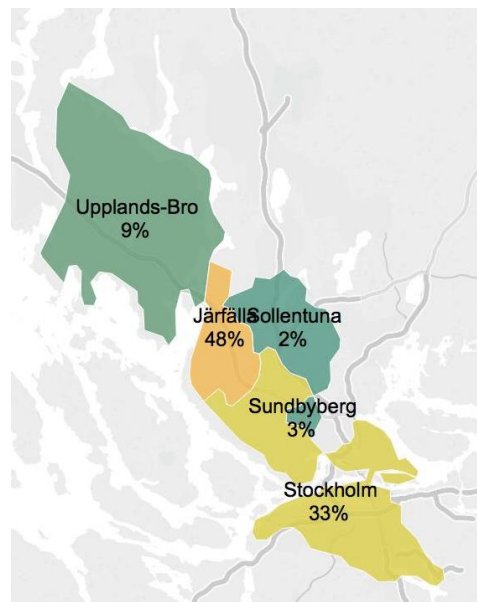 Upplands-Bro
9%
Järfälla
48%
Sollentuna
2%
Sundbyberg
3%
Stockholm
33%